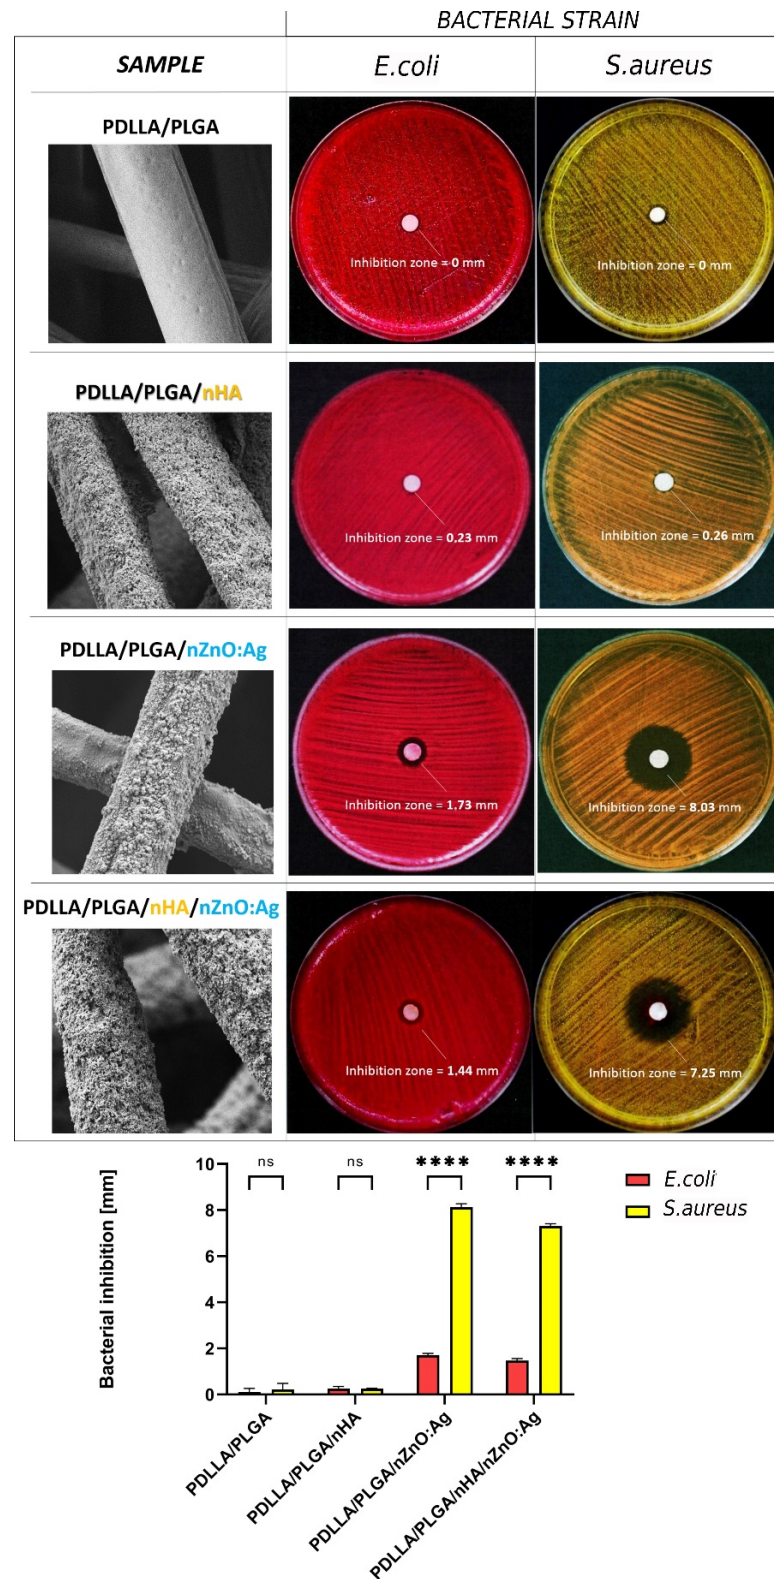 BACTERIAL STRAIN
SAMPLE
E.coli
S.aureus
PDLLA/PLGA
Inhibition zone = 0 mm
Inhibition zone = 0 mm
PDLLA/PLGA/nHA
Inhibition zone = 0,23 mm
Inhibition zone = 0.26 mm
PDLLA/PLGA/nZnO:Ag
Inhibition zone = 1.73 mm
Inhibition zone = 8.03 mm
PDLLA/PLGA/nHA/nZnO:Ag
Inhibition zone = 1,44 mm
Inhibition zone = 7.25 mm
Bacterial inhibition [mm]
10
8
6
4
2
0
ns
ns
****
****
E.coli
S.aureus
PDLLA/PLGA
PDLLA/PLGA/nHA
PDLLA/PLGA/nZnO:Ag
PDLLA/PLGA/nHA/nZnO:Ag